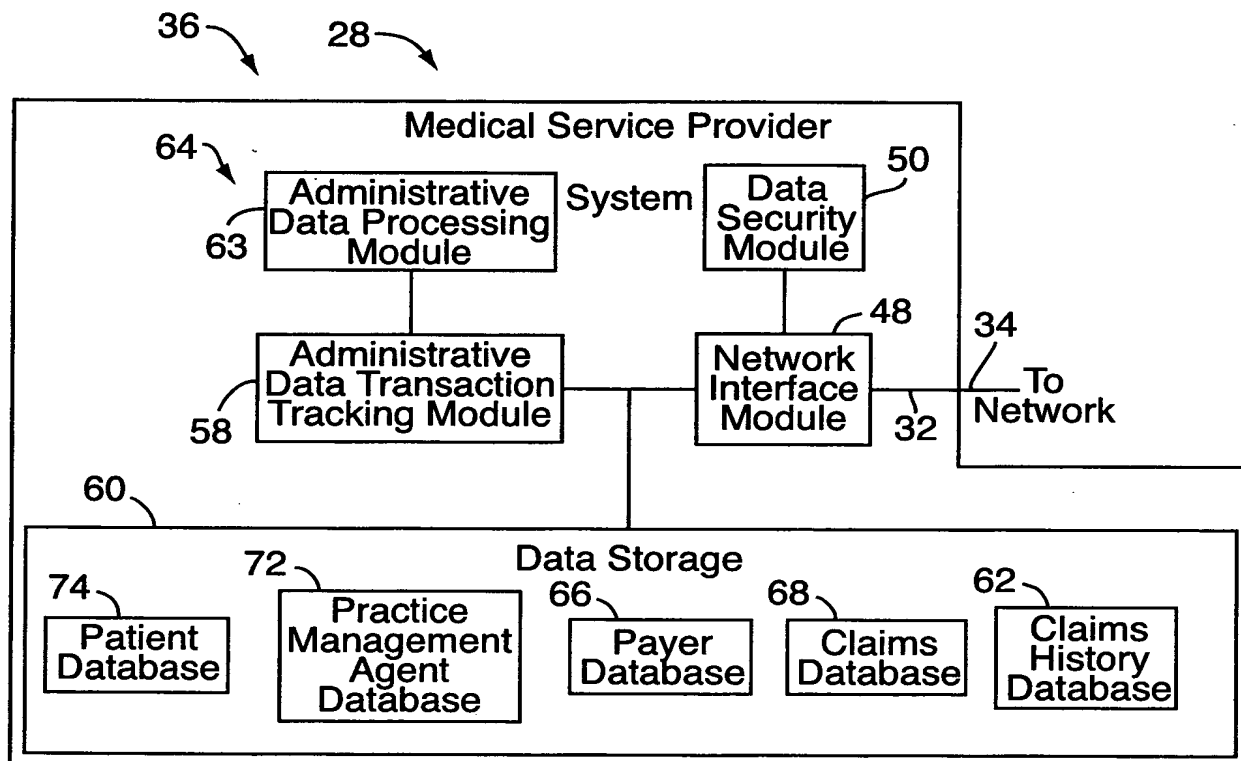 36
28
Medical Service Provider
System
64
63
Administrative
Data Processing
Module
50
Data
Security
Module
58
Administrative
Data Transaction
Tracking Module
48
Network
Interface
Module
32
34
To
Network
60
Data Storage
74
Patient
Database
72
Practice
Management
Agent
Database
66
Payer
Database
68
Claims
Database
62
Claims
History
Database